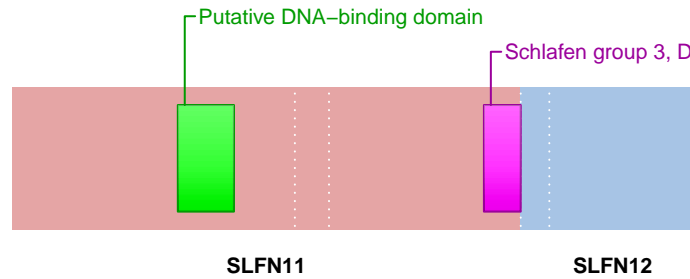 Putative DNA−binding domain
Schlafen group 3, D
SLFN11
SLFN12